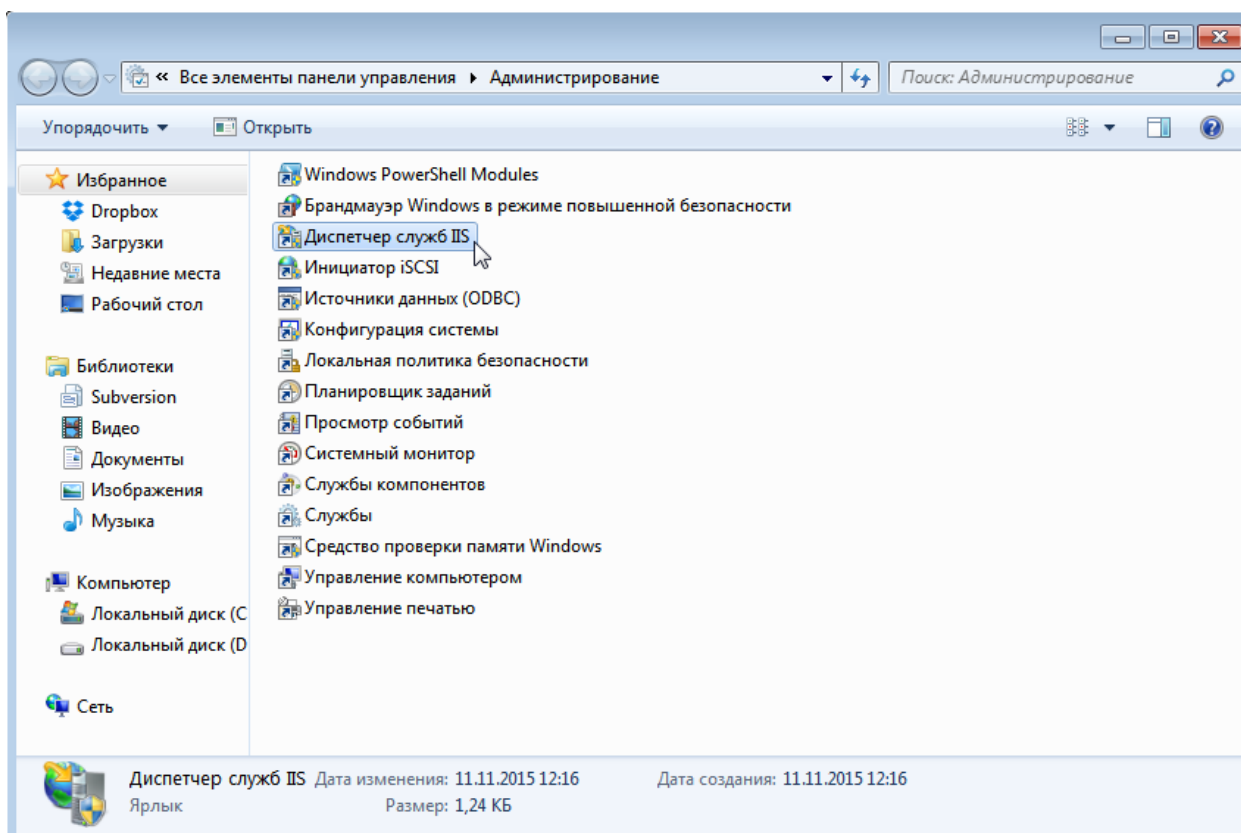 « Все элементы панели управления Администрирование
Поиск: Администрирование
Упорядочить Открыть
Избранное
Dropbox
Загрузки
Недавние места
Рабочий стол
Библиотеки
Subversion
Видео
Документы
Изображения
Музыка
Компьютер
Локальный диск (C
Локальный диск (D
Сеть
Windows PowerShell Modules
Брандмауэр Windows в режиме повышенной безопасности
Диспетчер служб IIS
Инициатор iSCSI
Источники данных (ODBC)
Конфигурация системы
Локальная политика безопасности
Планировщик заданий
Просмотр событий
Системный монитор
Службы компонентов
Службы
Средство проверки памяти Windows
Управление компьютером
Управление печатью
Диспетчер служб IIS Дата изменения: 11.11.2015 12:16 Дата создания: 11.11.2015 12:16
Ярлык Размер: 1,24 КБ